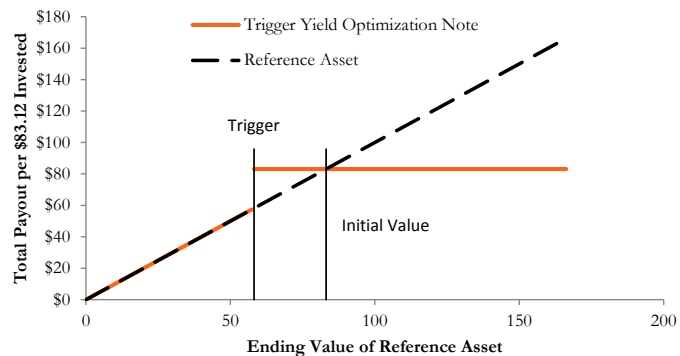 $180
$160
$140
$120
$100
$80
$60
$40
$20
$0
Total Payout per $83.12 Invested
Trigger Yield Optimization Note
Reference Asset
Trigger
Initial Value
0 50 100 150 200
Ending Value of Reference Asset